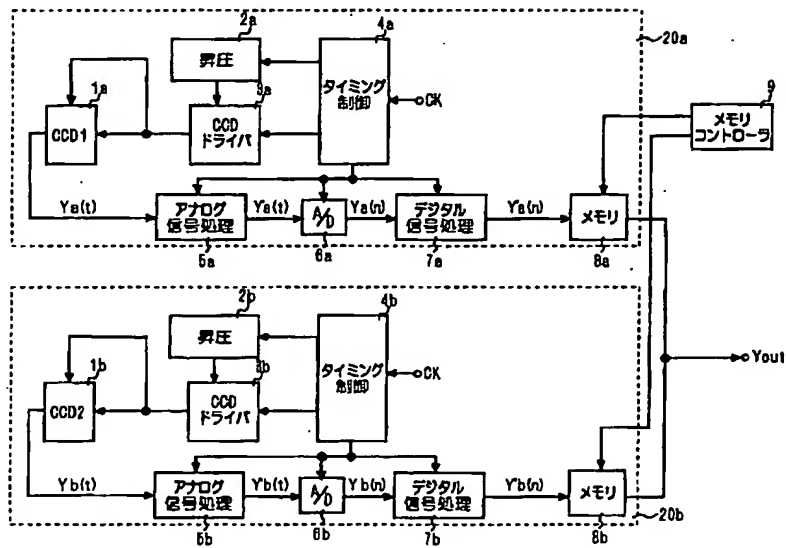 2a
4a
20a
昇圧
1a
3a
タイミング
制御
CK
9
メモリ
コントローラ
CCD1
CCD
ドライバ
Ya(t)
アナログ
信号処理
Y'a(t)
A/D
Ya(n)
デジタル
信号処理
Y'a(n)
メモリ
5a
6a
7a
8a
2b
4b
昇圧
1b
3b
タイミング
制御
CK
Yout
CCD2
CCD
ドライバ
Yb(t)
アナログ
信号処理
Y'b(t)
A/D
Yb(n)
デジタル
信号処理
Y'b(n)
メモリ
5b
6b
7b
8b
20b